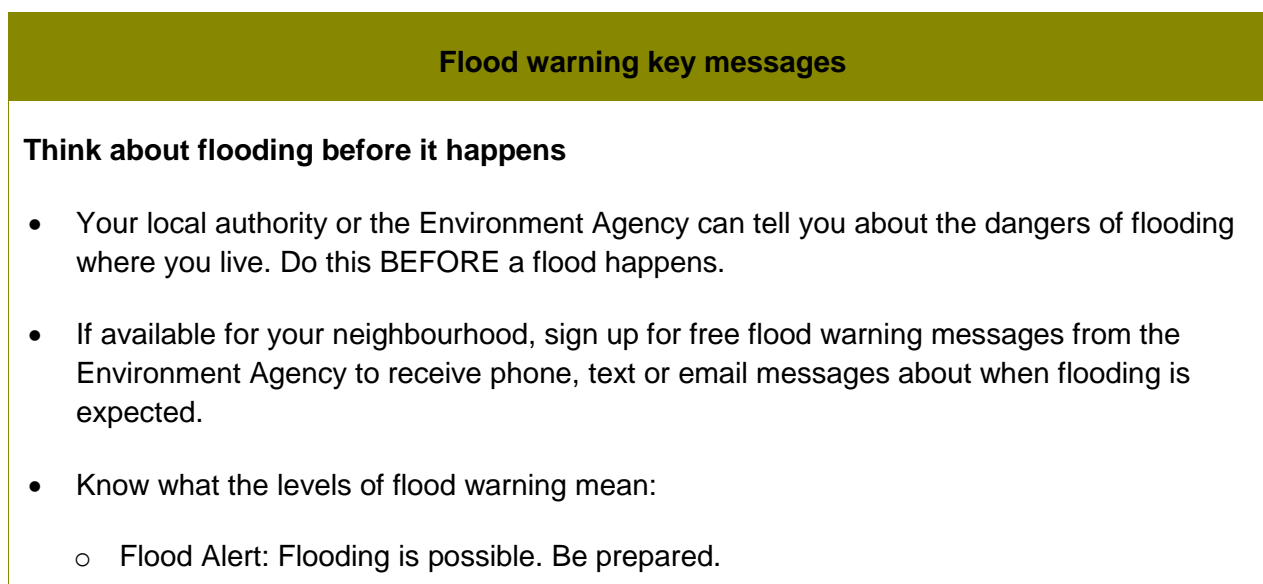 Flood warning key messages
Think about flooding before it happens
• Your local authority or the Environment Agency can tell you about the dangers of flooding
where you live. Do this BEFORE a flood happens.
• If available for your neighbourhood, sign up for free flood warning messages from the
Environment Agency to receive phone, text or email messages about when flooding is
expected.
• Know what the levels of flood warning mean:
o Flood Alert: Flooding is possible. Be prepared.